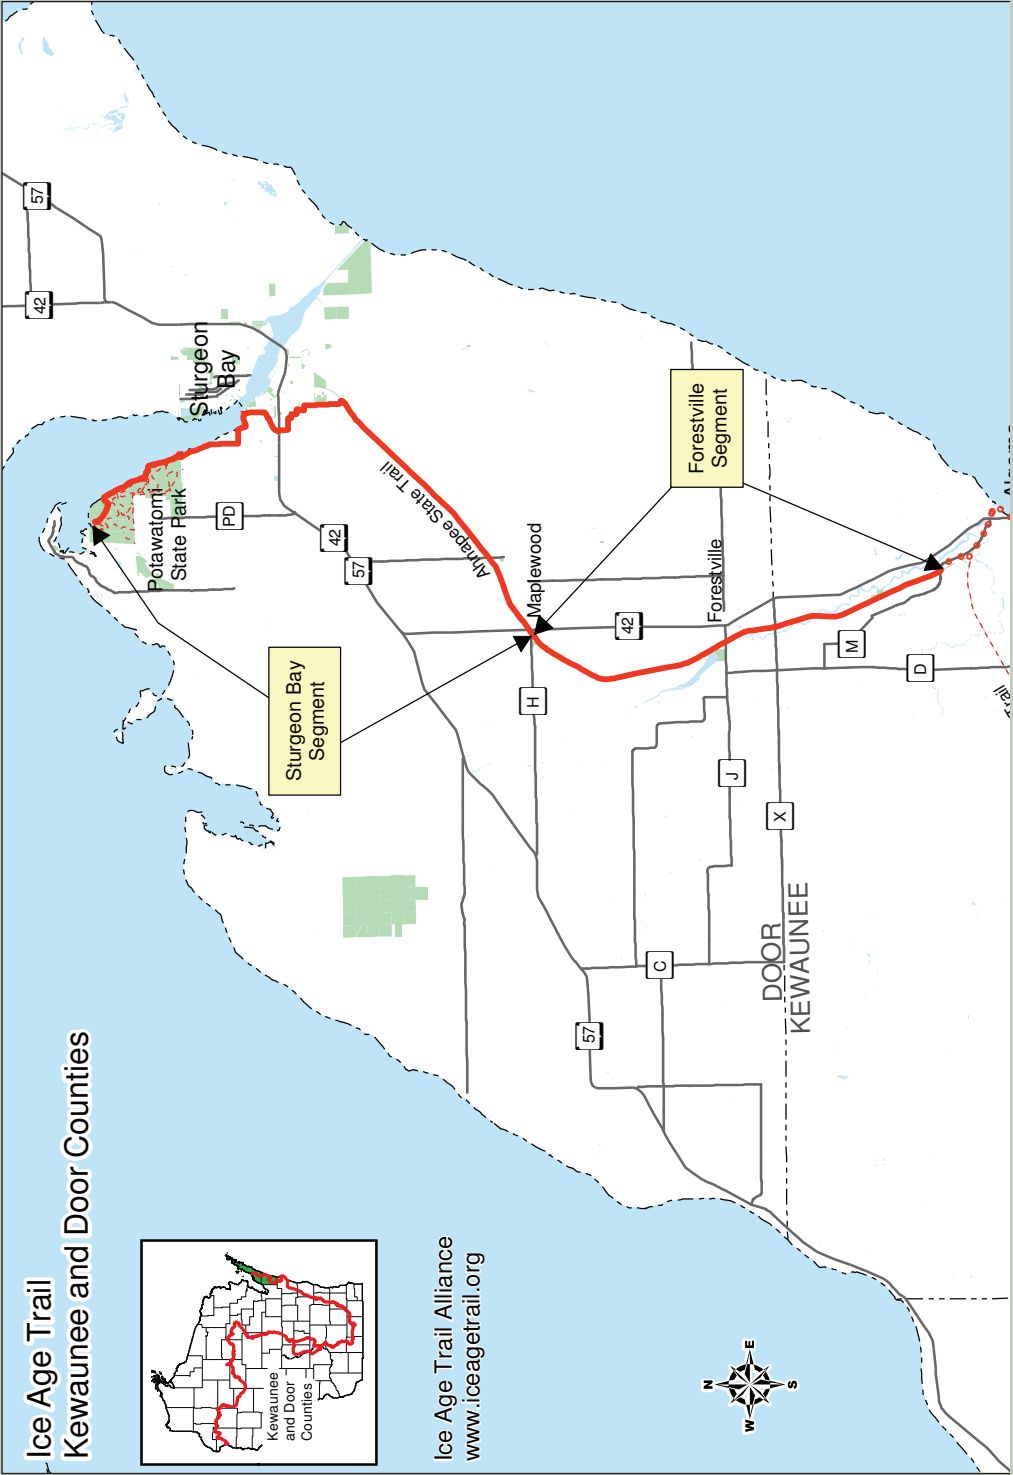 Ice Age Trail
Kewaunee and Door Counties
Kewaunee
and Door
Counties
Ice Age Trail Alliance
www.iceagetrail.org
N
E
S
W
57
42
Sturgeon
Bay
Potawatomi
State Park
PD
42
57
Ahnapee State Trail
Sturgeon Bay
Segment
Maplewood
H
42
Forestville
Segment
Forestville
M
D
J
X
C
57
DOOR
KEWAUNEE